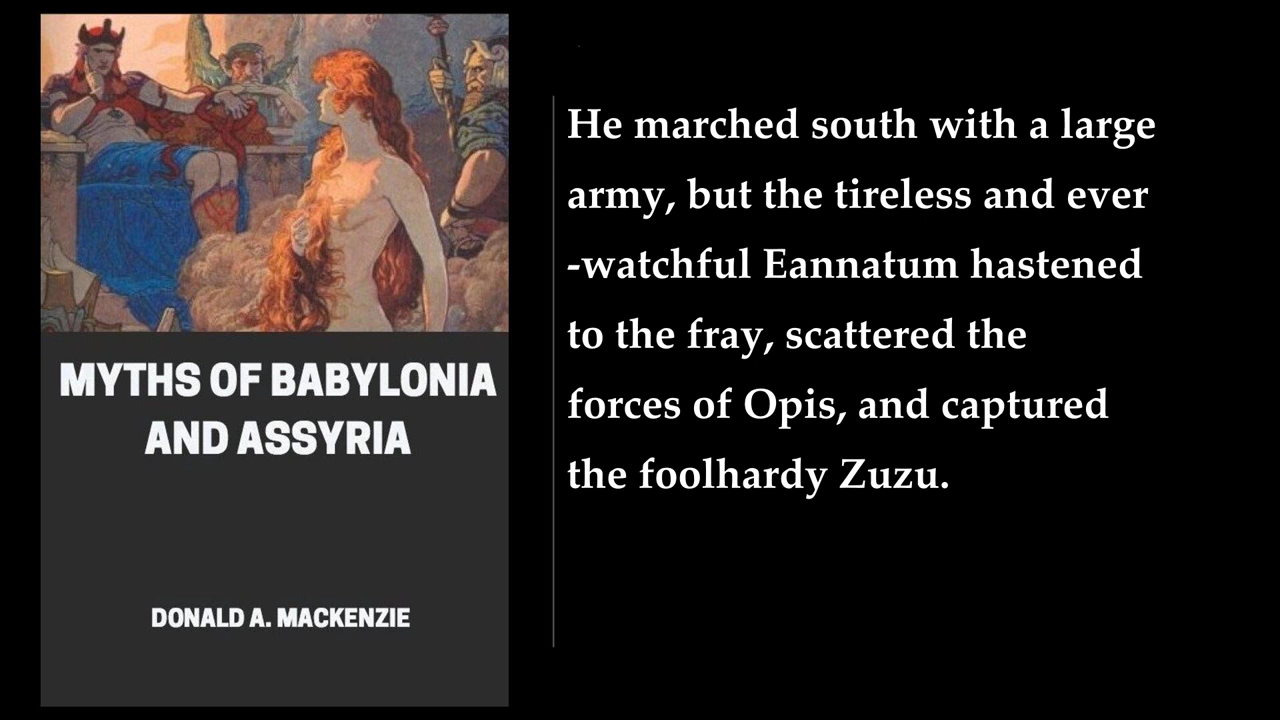 MYTHS OF BABYLONIA
AND ASSYRIA
DONALD A. MACKENZIE
He marched south with a large
army, but the tireless and ever
-watchful Eannatum hastened
to the fray, scattered the
forces of Opis, and captured
the foolhardy Zuzu.